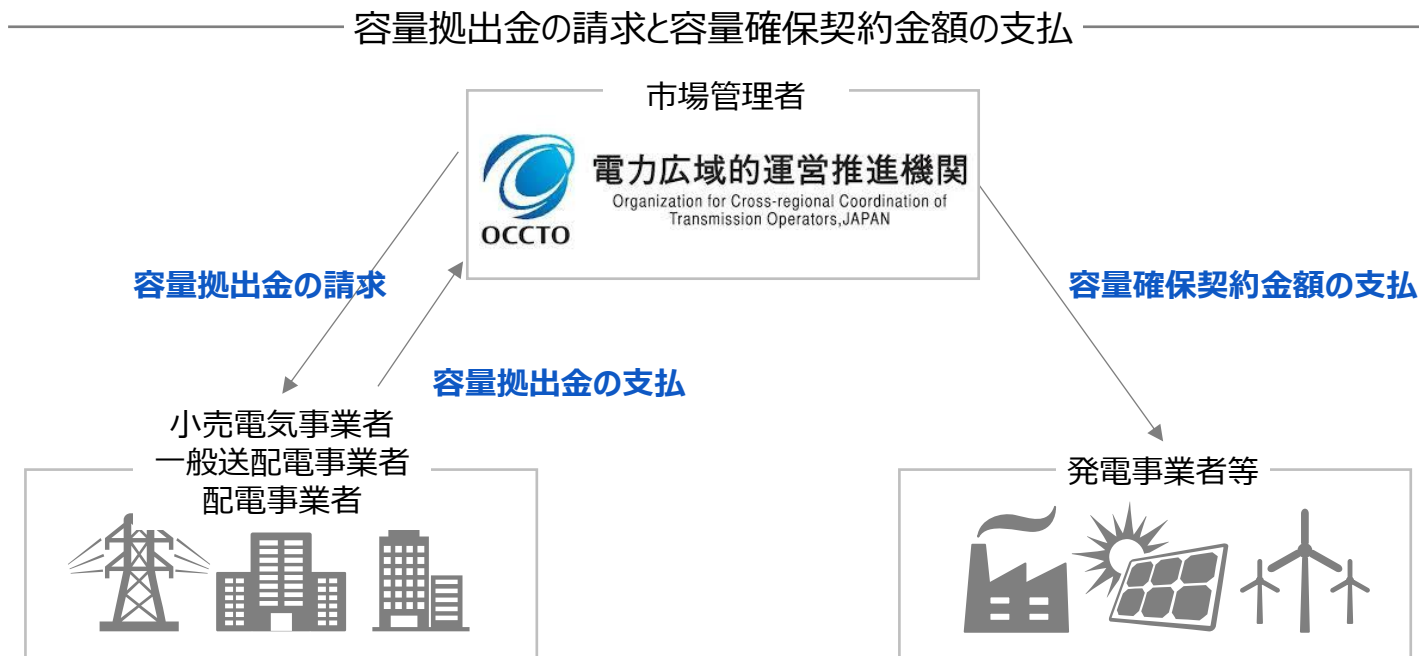 容量拠出金の請求と容量確保契約金額の支払
市場管理者
電力広域的運営推進機関
Organization for Cross-regional Coordination of
Transmission Operators,JAPAN
OCCTO
容量拠出金の請求
容量確保契約金額の支払
容量拠出金の支払
小売電気事業者
一般送配電事業者
配電事業者
発電事業者等